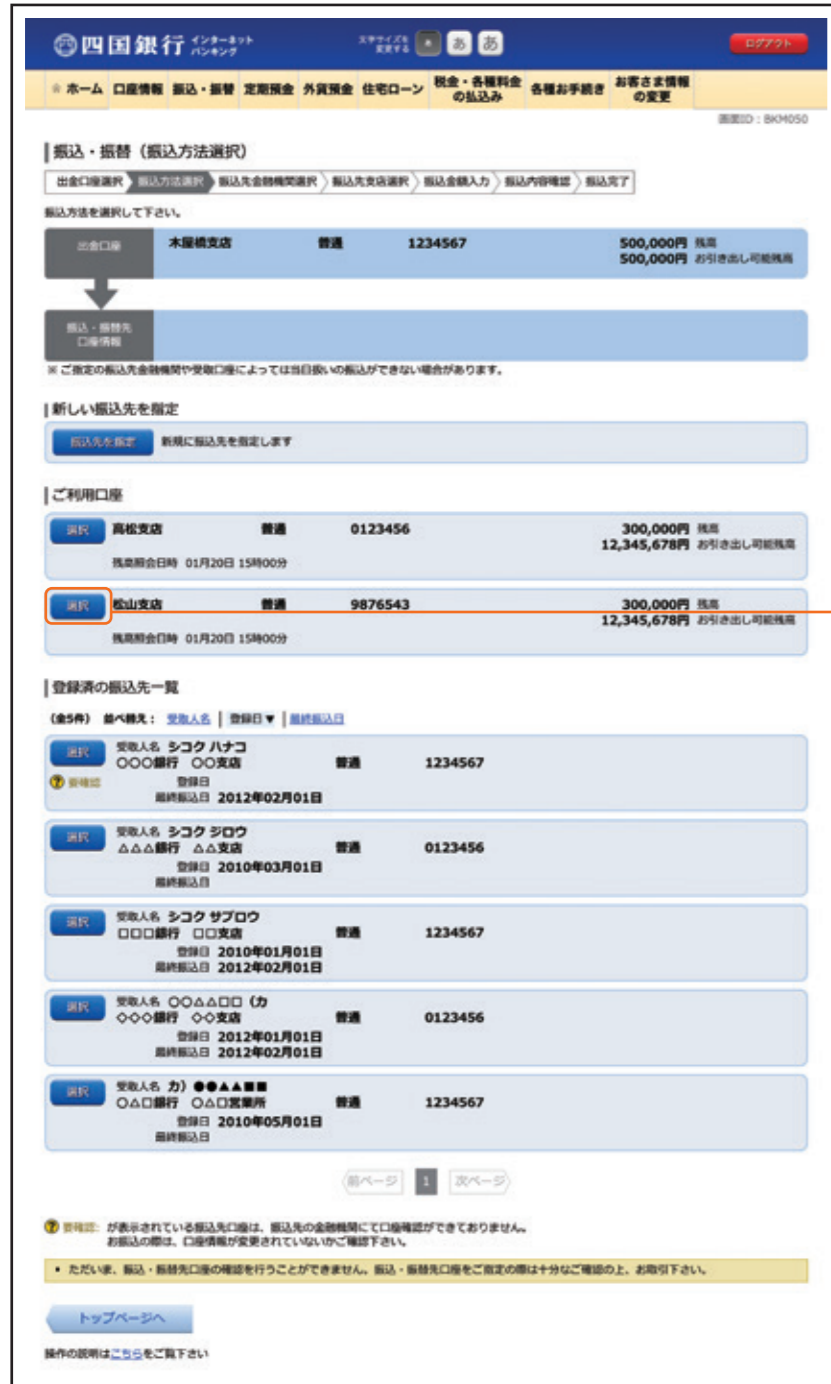 四国銀行 インターネットバンキング 文字サイズを変更する あ あ ログアウト
ホーム 口座情報 振込・振替 定期預金 外貨預金 住宅ローン 税金・各種料金の払込み 各種お手続き お客さま情報の変更
画面ID：BKM050
振込・振替（振込方法選択）
出金口座選択 振込方法選択 振込先金融機関選択 振込先支店選択 振込金額入力 振込内容確認 振込完了
振込方法を選択して下さい。
出金口座 木屋橋支店 普通 1234567 500,000円 残高
500,000円 お引き出し可能残高
振込・振替先
口座情報
※ ご指定の振込先金融機関や受取口座によっては当日扱いの振込ができない場合があります。
新しい振込先を指定
振込先を指定 新規に振込先を指定します
ご利用口座
選択 高松支店 普通 0123456 300,000円 残高
12,345,678円 お引き出し可能残高
残高照会日時 01月20日 15時00分
選択 松山支店 普通 9876543 300,000円 残高
12,345,678円 お引き出し可能残高
残高照会日時 01月20日 15時00分
登録済の振込先一覧
（全5件） 並べ替え： 受取人名 | 登録日▼ | 最終振込日
選択 受取人名 シコク ハナコ
〇〇〇銀行 〇〇支店 普通 1234567
? 要確認 登録日
最終振込日 2012年02月01日
選択 受取人名 シコク ジロウ
△△△銀行 △△支店 普通 0123456
登録日 2010年03月01日
最終振込日
選択 受取人名 シコク サブロウ
□□□銀行 □□支店 普通 1234567
登録日 2010年01月01日
最終振込日 2012年02月01日
選択 受取人名 〇〇△△□□（カ
◇◇◇銀行 ◇◇支店 普通 0123456
登録日 2012年01月01日
最終振込日 2012年02月01日
選択 受取人名 カ）●●▲▲■■
〇△□銀行 〇△□営業所 普通 1234567
登録日 2010年05月01日
最終振込日
前ページ 1 次ページ
? 要確認: が表示されている振込先口座は、振込先の金融機関にて口座確認ができておりません。
お振込の際は、口座情報が変更されていないかご確認下さい。
• ただいま、振込・振替先口座の確認を行うことができません。振込・振替先口座をご指定の際は十分なご確認の上、お取引下さい。
トップページへ
操作の説明はこちらをご覧下さい